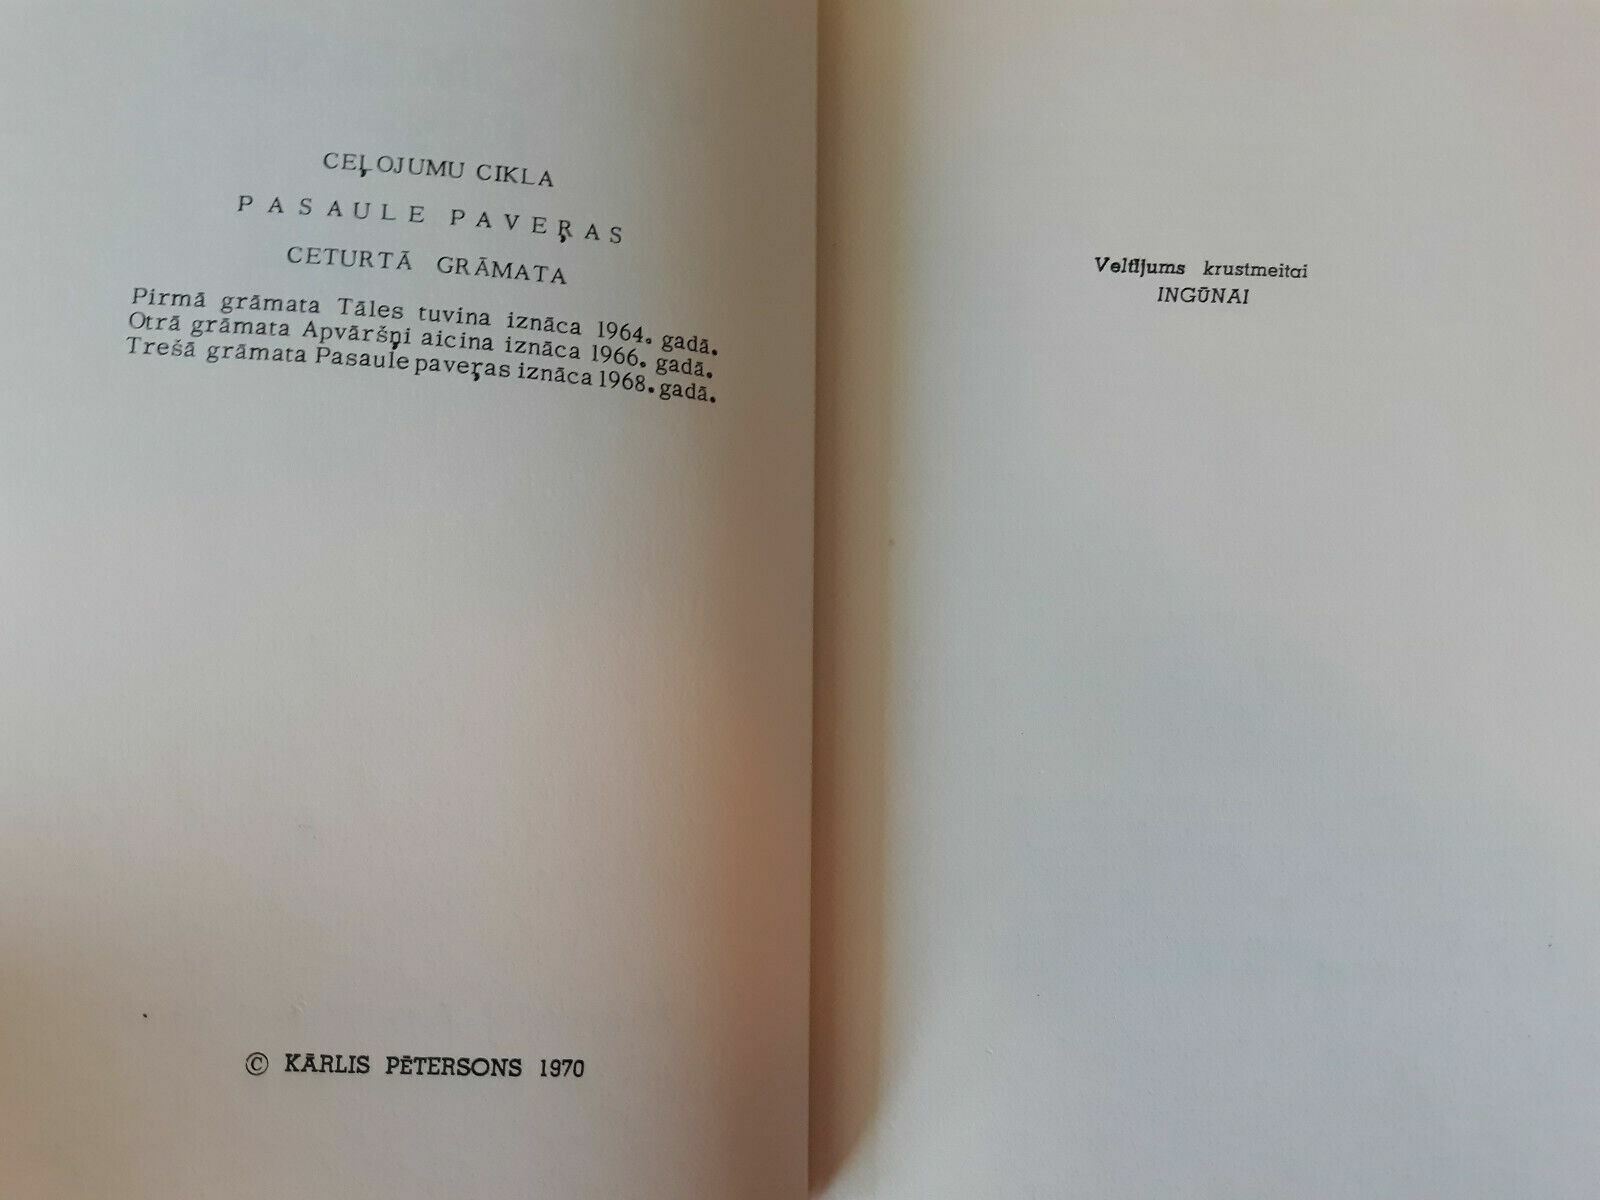 CEĻOJUMU CIKLA
PASAULE PAVEŖAS
CETURTĀ GRĀMATA
Pirmā grāmata Tāles tuvina iznāca 1964. gadā.
Otrā grāmata Apvāršņi aicina iznāca 1966. gadā.
Trešā grāmata Pasaule paveŗas iznāca 1968. gadā.
© KĀRLIS PĒTERSONS 1970
Veltījums krustmeitai
INGŪNAI